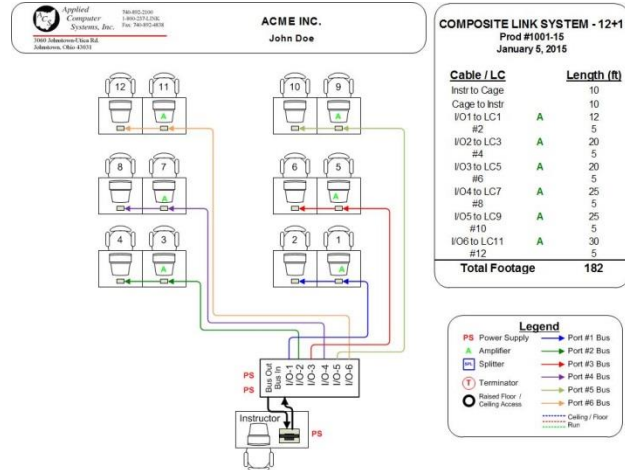 Applied
Computer
Systems, Inc.
740-892-2100
1-800-237-LINK
Fax: 740-892-4838
3060 Johnstown-Utica Rd.
Johnstown, Ohio 43031
ACME INC.
John Doe
COMPOSITE LINK SYSTEM - 12+1
Prod #1001-15
January 5, 2015
Cable / LC Length (ft)
Instr to Cage 10
Cage to Instr 10
I/O1 to LC1 A 12
#2 5
I/O2 to LC3 A 20
#4 5
I/O3 to LC5 A 20
#6 5
I/O4 to LC7 A 25
#8 5
I/O5 to LC9 A 25
#10 5
I/O6 to LC11 A 30
#12 5
Total Footage 182
12 11 10 9
A A
8 7 6 5
A A
4 3 2 1
A A
PS
PS
Bus Out
Bus In
I/O-1
I/O-2
I/O-3
I/O-4
I/O-5
I/O-6
Instructor
PS
Legend
PS Power Supply Port #1 Bus
A Amplifier Port #2 Bus
SPL Splitter Port #3 Bus
T Terminator Port #4 Bus
Raised Floor / Ceiling Access Port #5 Bus
Port #6 Bus
Ceiling / Floor
Run